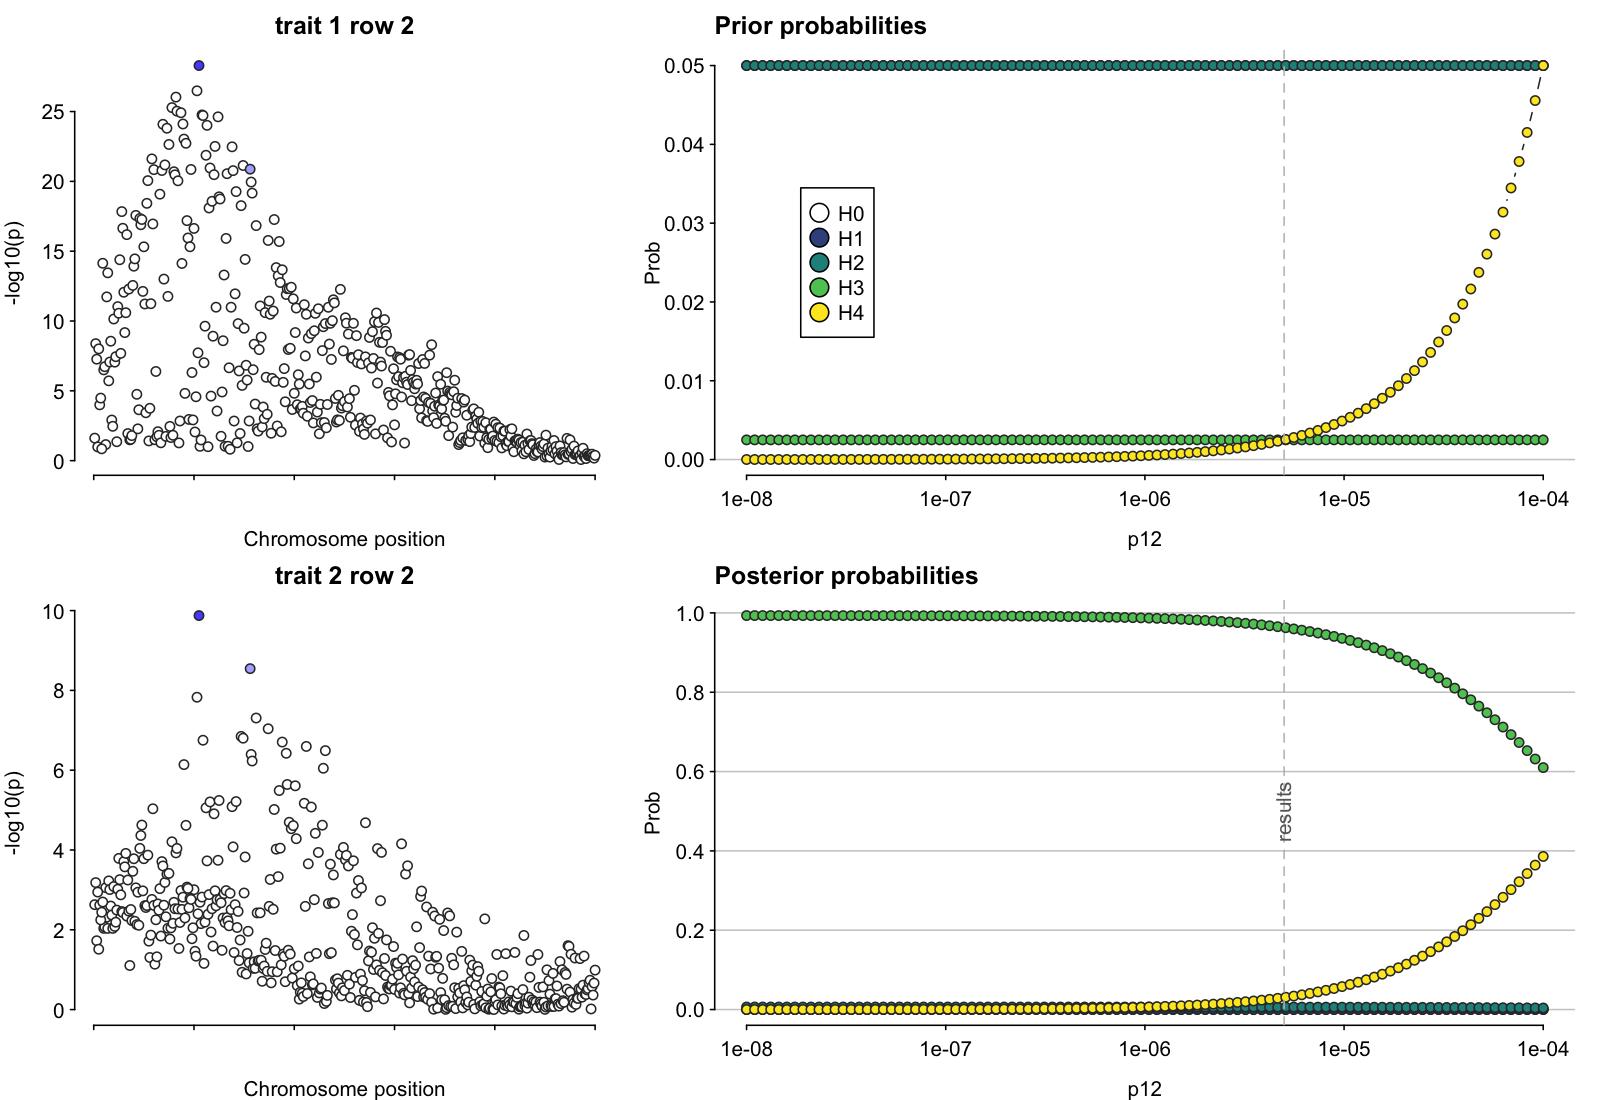 trait 1 row 2
-log10(p)
25
20
15
10
5
0
Chromosome position
Prior probabilities
Prob
0.05
0.04
0.03
0.02
0.01
0.00
H0
H1
H2
H3
H4
1e-08 1e-07 1e-06 1e-05 1e-04
p12
trait 2 row 2
-log10(p)
10
8
6
4
2
0
Chromosome position
Posterior probabilities
Prob
1.0
0.8
0.6
0.4
0.2
0.0
results
1e-08 1e-07 1e-06 1e-05 1e-04
p12